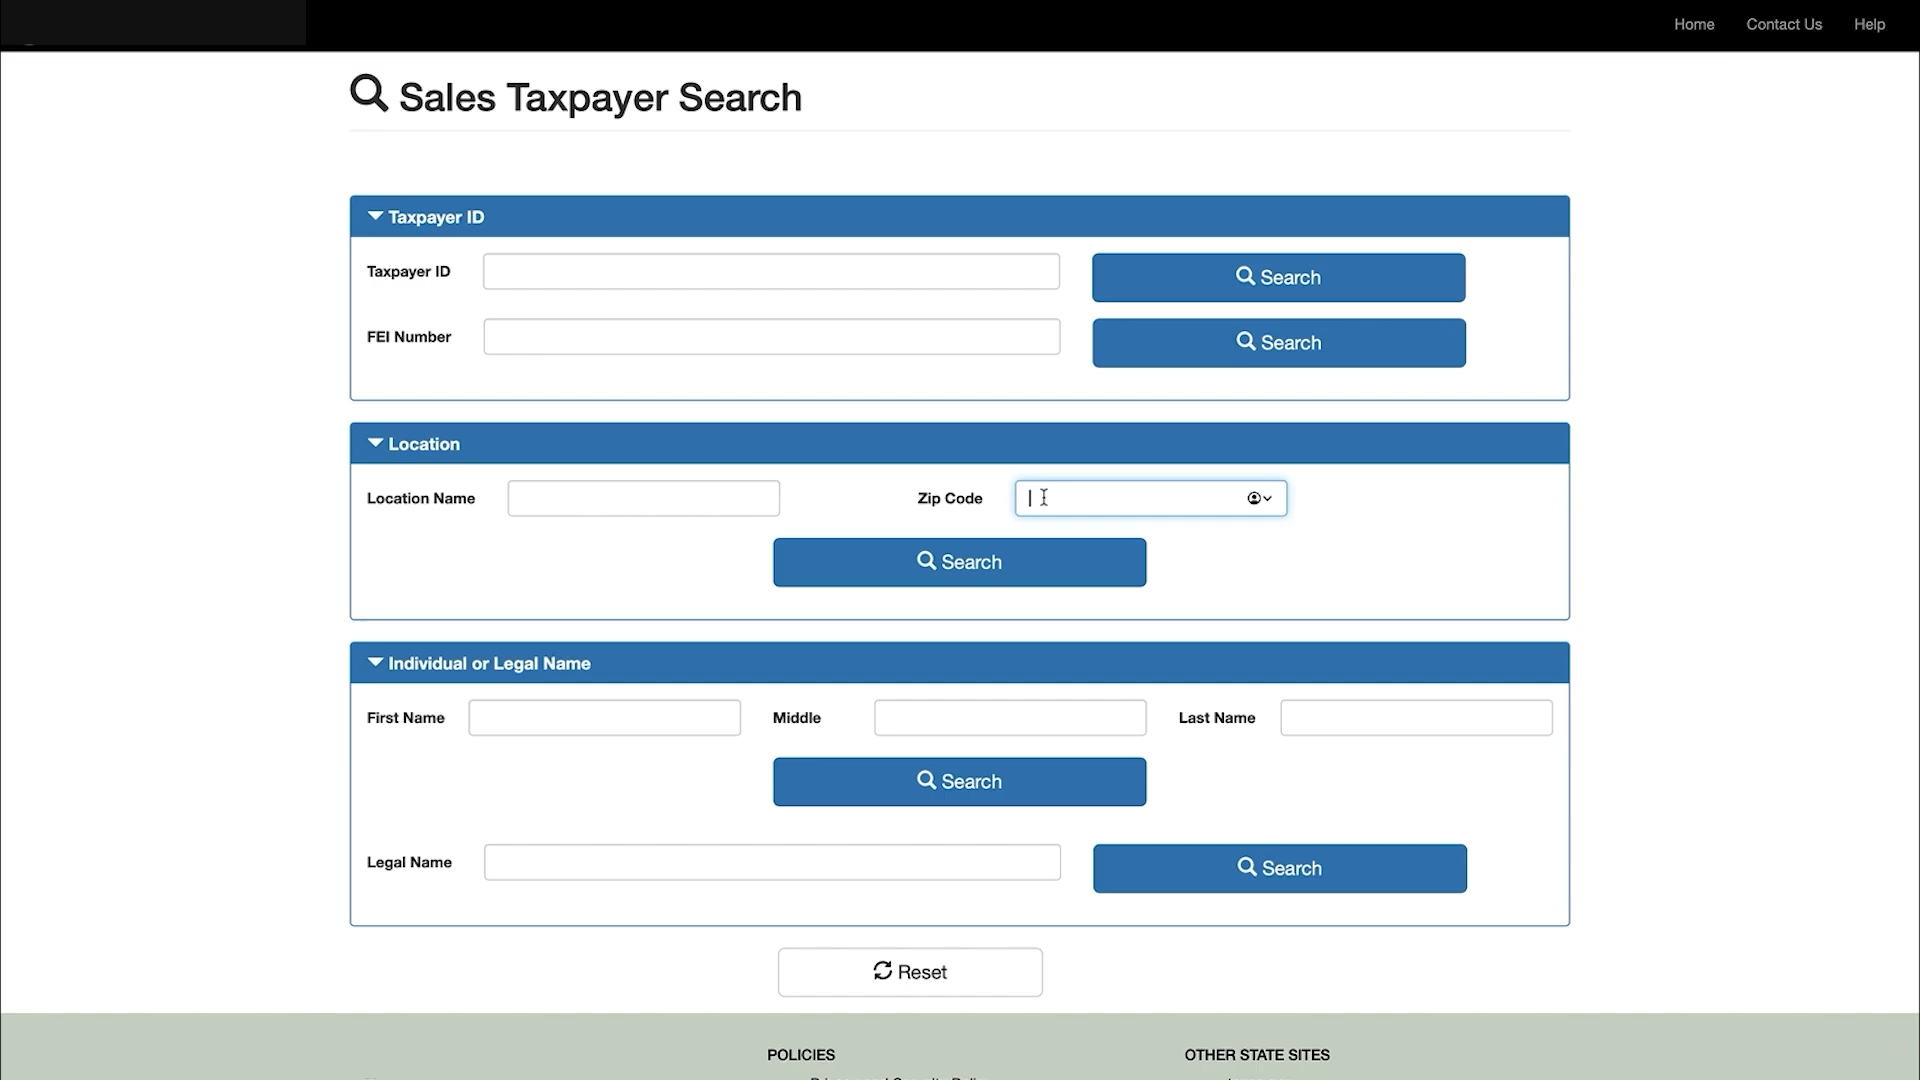 Home Contact Us Help
Sales Taxpayer Search
Taxpayer ID
Taxpayer ID Search
FEI Number Search
Location
Location Name Zip Code
Search
Individual or Legal Name
First Name Middle Last Name
Search
Legal Name Search
Reset
POLICIES OTHER STATE SITES